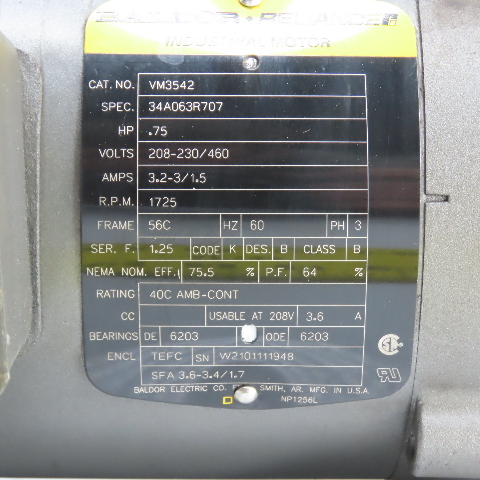 BALDOR • RELIANCE
INDUSTRIAL MOTOR
CAT. NO. VM3542
SPEC. 34A063R707
HP .75
VOLTS 208-230/460
AMPS 3.2-3/1.5
R.P.M. 1725
FRAME 56C HZ 60 PH 3
SER. F. 1.25 CODE K DES. B CLASS B
NEMA NOM. EFF. 75.5 % P.F. 64 %
RATING 40C AMB-CONT
CC USABLE AT 208V 3.6 A
BEARINGS DE 6203 ODE 6203
ENCL TEFC SN W2101111948
SFA 3.6-3.4/1.7
BALDOR ELECTRIC CO. SMITH, AR. MFG. IN U.S.A.
NP1256L